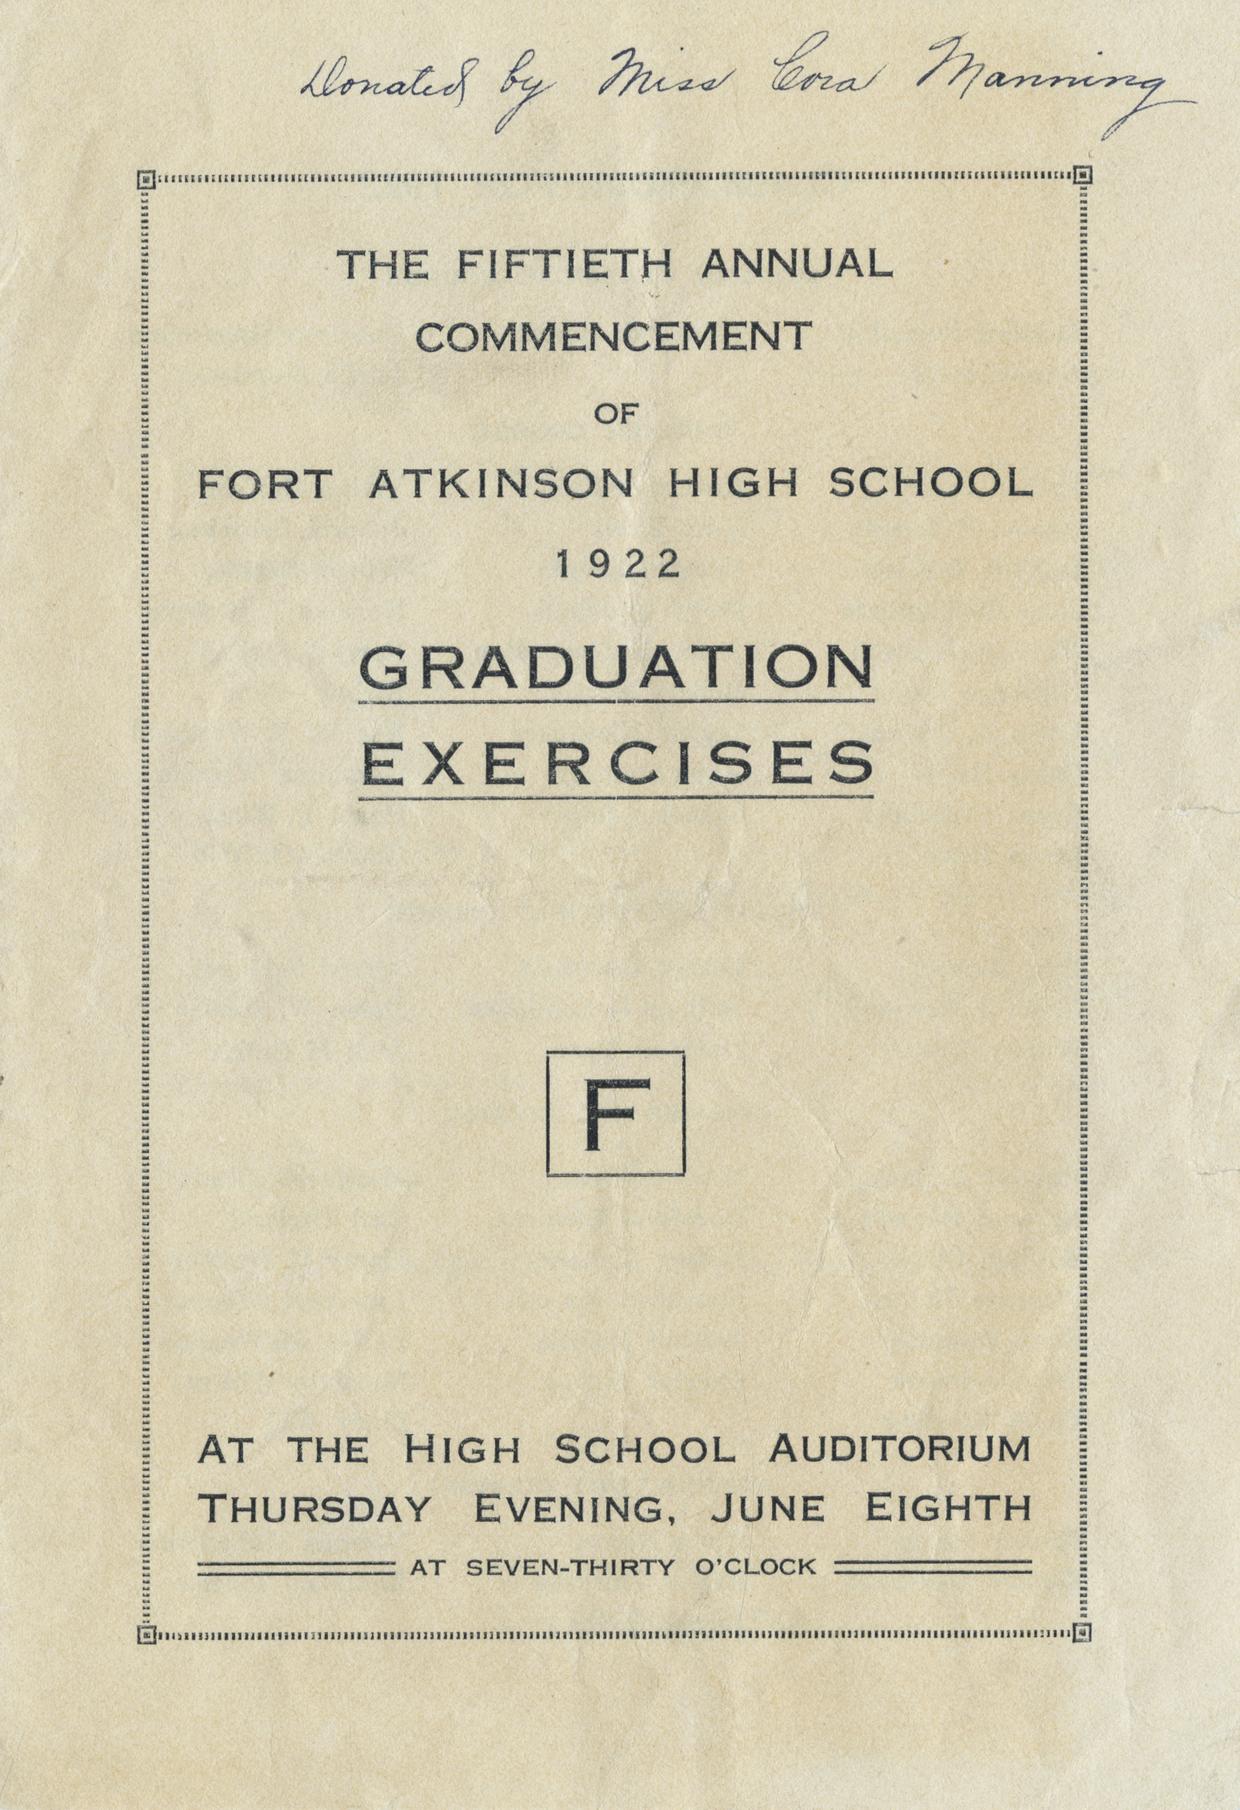 Donated by Miss Cora Manning
THE FIFTIETH ANNUAL
COMMENCEMENT
OF
FORT ATKINSON HIGH SCHOOL
1922
GRADUATION
EXERCISES
F
AT THE HIGH SCHOOL AUDITORIUM
THURSDAY EVENING, JUNE EIGHTH
AT SEVEN-THIRTY O'CLOCK